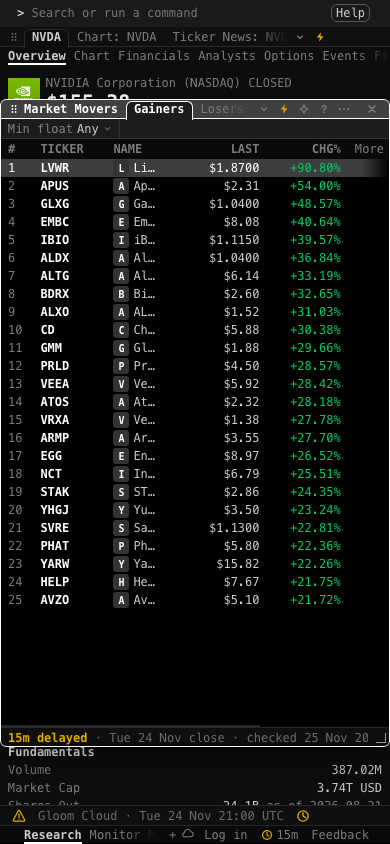 > Search or run a command Help
NVDA Chart: NVDA Ticker News: NV
Overview Chart Financials Analysts Options Events
NVIDIA Corporation (NASDAQ) CLOSED
Market Movers Gainers Losers ? ... ×
Min float Any
# TICKER NAME LAST CHG% More
1 LVWR L Li… $1.8700 +90.80%
2 APUS A Ap… $2.31 +54.00%
3 GLXG G Ga… $1.0400 +48.57%
4 EMBC E Em… $8.08 +40.64%
5 IBIO I iB… $1.1150 +39.57%
6 ALDX A Al… $1.0400 +36.84%
7 ALTG A Al… $6.14 +33.19%
8 BDRX B Bi… $2.60 +32.65%
9 ALXO A AL… $1.52 +31.03%
10 CD C Ch… $5.88 +30.38%
11 GMM G Gl… $1.88 +29.66%
12 PRLD P Pr… $4.50 +28.57%
13 VEEA V Ve… $5.92 +28.42%
14 ATOS A At… $2.32 +28.18%
15 VRXA V Ve… $1.38 +27.78%
16 ARMP A Ar… $3.55 +27.70%
17 EGG E En… $8.97 +26.52%
18 NCT I In… $6.79 +25.51%
19 STAK S ST… $2.86 +24.35%
20 YHGJ Y Yu… $3.50 +23.24%
21 SVRE S Sa… $1.1300 +22.81%
22 PHAT P Ph… $5.80 +22.36%
23 YARW Y Ya… $15.82 +22.26%
24 HELP H He… $7.67 +21.75%
25 AVZO A Av… $5.10 +21.72%
15m delayed · Tue 24 Nov close · checked 25 Nov 20
Fundamentals
Volume 387.02M
Market Cap 3.74T USD
Gloom Cloud · Tue 24 Nov 21:00 UTC
Research Monitor + Log in 15m Feedback